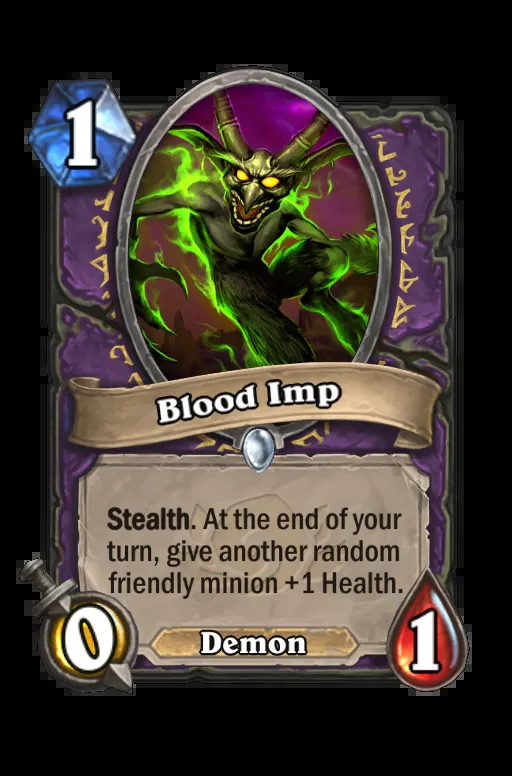 1
Blood Imp
Stealth. At the end of your
turn, give another random
friendly minion +1 Health.
0
Demon
1